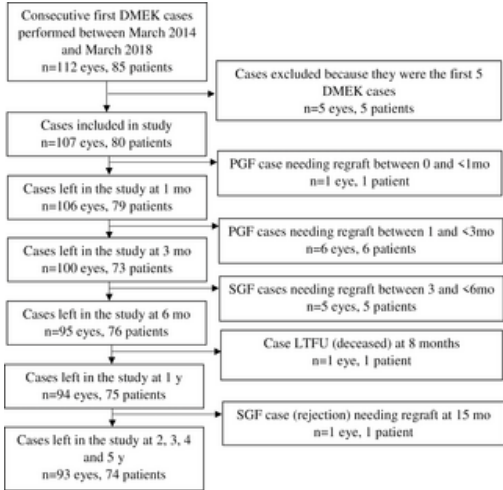 Consecutive first DMEK cases
performed between March 2014
and March 2018
n=112 eyes, 85 patients
Cases excluded because they were the first 5
DMEK cases
n=5 eyes, 5 patients
Cases included in study
n=107 eyes, 80 patients
PGF case needing regraft between 0 and <1mo
n=1 eye, 1 patient
Cases left in the study at 1 mo
n=106 eyes, 79 patients
PGF cases needing regraft between 1 and <3mo
n=6 eyes, 6 patients
Cases left in the study at 3 mo
n=100 eyes, 73 patients
SGF cases needing regraft between 3 and <6mo
n=5 eyes, 5 patients
Cases left in the study at 6 mo
n=95 eyes, 76 patients
Case LTFU (deceased) at 8 months
n=1 eye, 1 patient
Cases left in the study at 1 y
n=94 eyes, 75 patients
SGF case (rejection) needing regraft at 15 mo
n=1 eye, 1 patient
Cases left in the study at 2, 3, 4
and 5 y
n=93 eyes, 74 patients